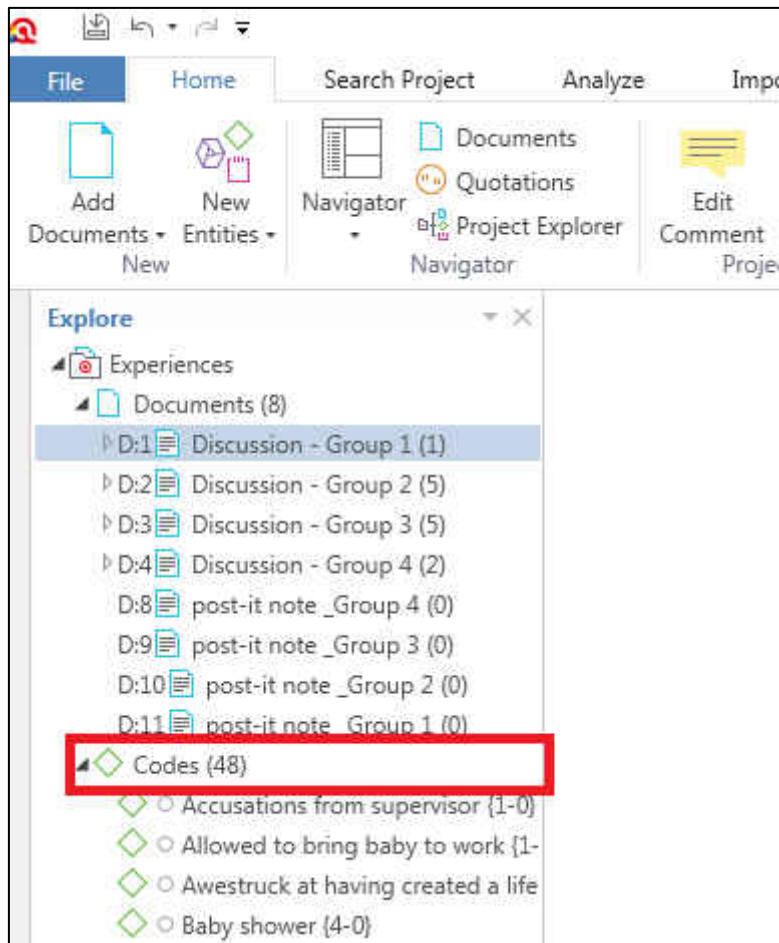 File Home Search Project Analyze Impo
Add Documents New Entities
New
Navigator
Documents
Quotations
Project Explorer
Navigator
Edit Comment
Proje
Explore
Experiences
Documents (8)
D:1 Discussion - Group 1 (1)
D:2 Discussion - Group 2 (5)
D:3 Discussion - Group 3 (5)
D:4 Discussion - Group 4 (2)
D:8 post-it note _Group 4 (0)
D:9 post-it note _Group 3 (0)
D:10 post-it note _Group 2 (0)
D:11 post-it note _Group 1 (0)
Codes (48)
Accusations from supervisor {1-0}
Allowed to bring baby to work {1-
Awestruck at having created a life
Baby shower {4-0}